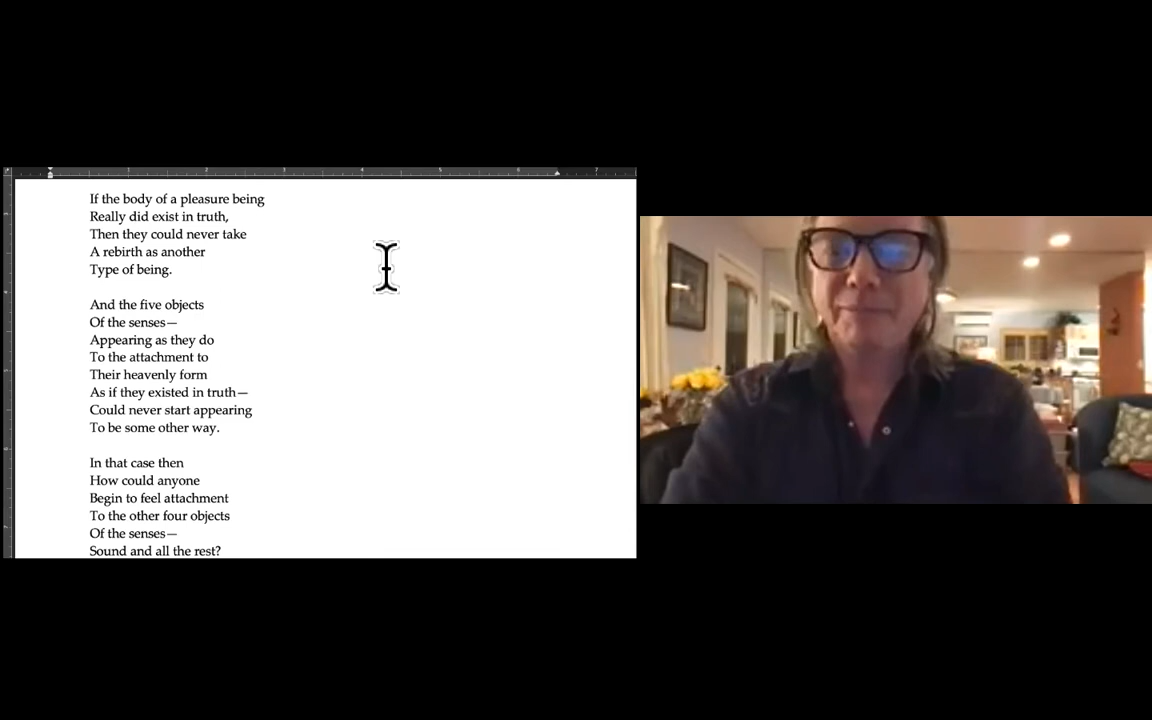 If the body of a pleasure being
Really did exist in truth,
Then they could never take
A rebirth as another
Type of being.
And the five objects
Of the senses—
Appearing as they do
To the attachment to
Their heavenly form
As if they existed in truth—
Could never start appearing
To be some other way.
In that case then
How could anyone
Begin to feel attachment
To the other four objects
Of the senses—
Sound and all the rest?